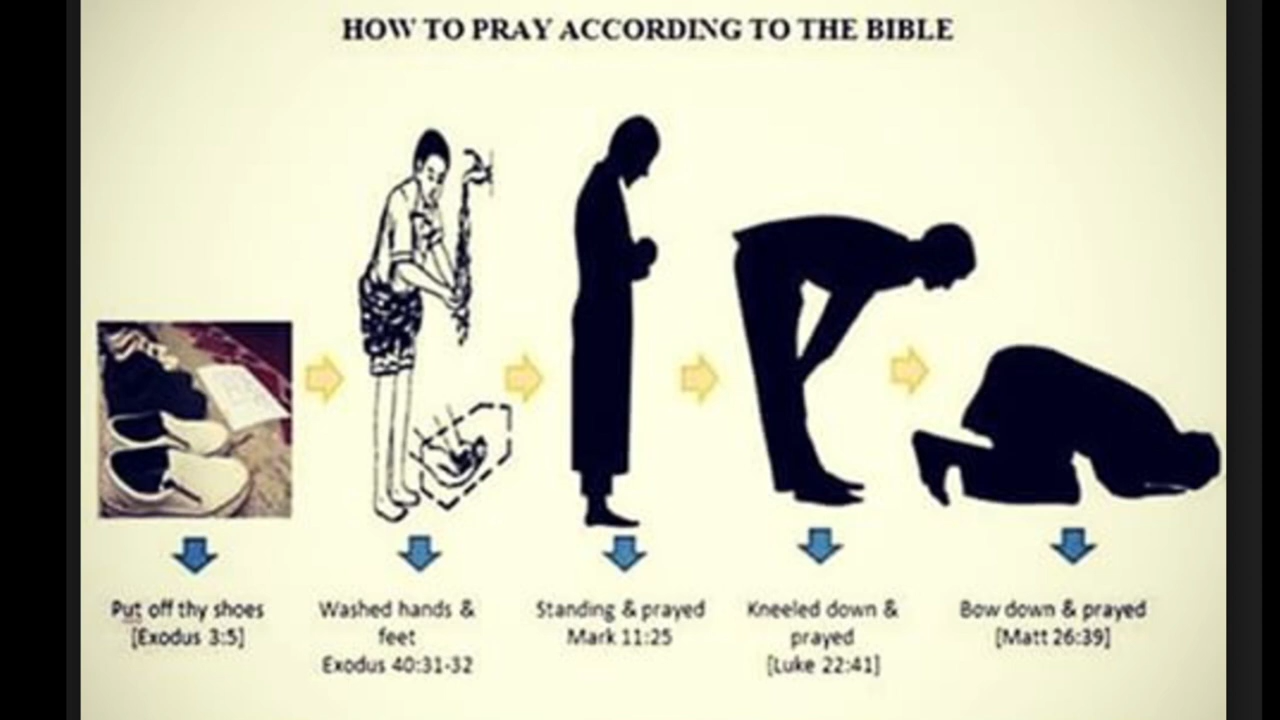 HOW TO PRAY ACCORDING TO THE BIBLE
Put off thy shoes
[Exodus 3:5]
Washed hands &
feet
Exodus 40:31-32
Standing & prayed
Mark 11:25
Kneeled down &
prayed
[Luke 22:41]
Bow down & prayed
[Matt 26:39]